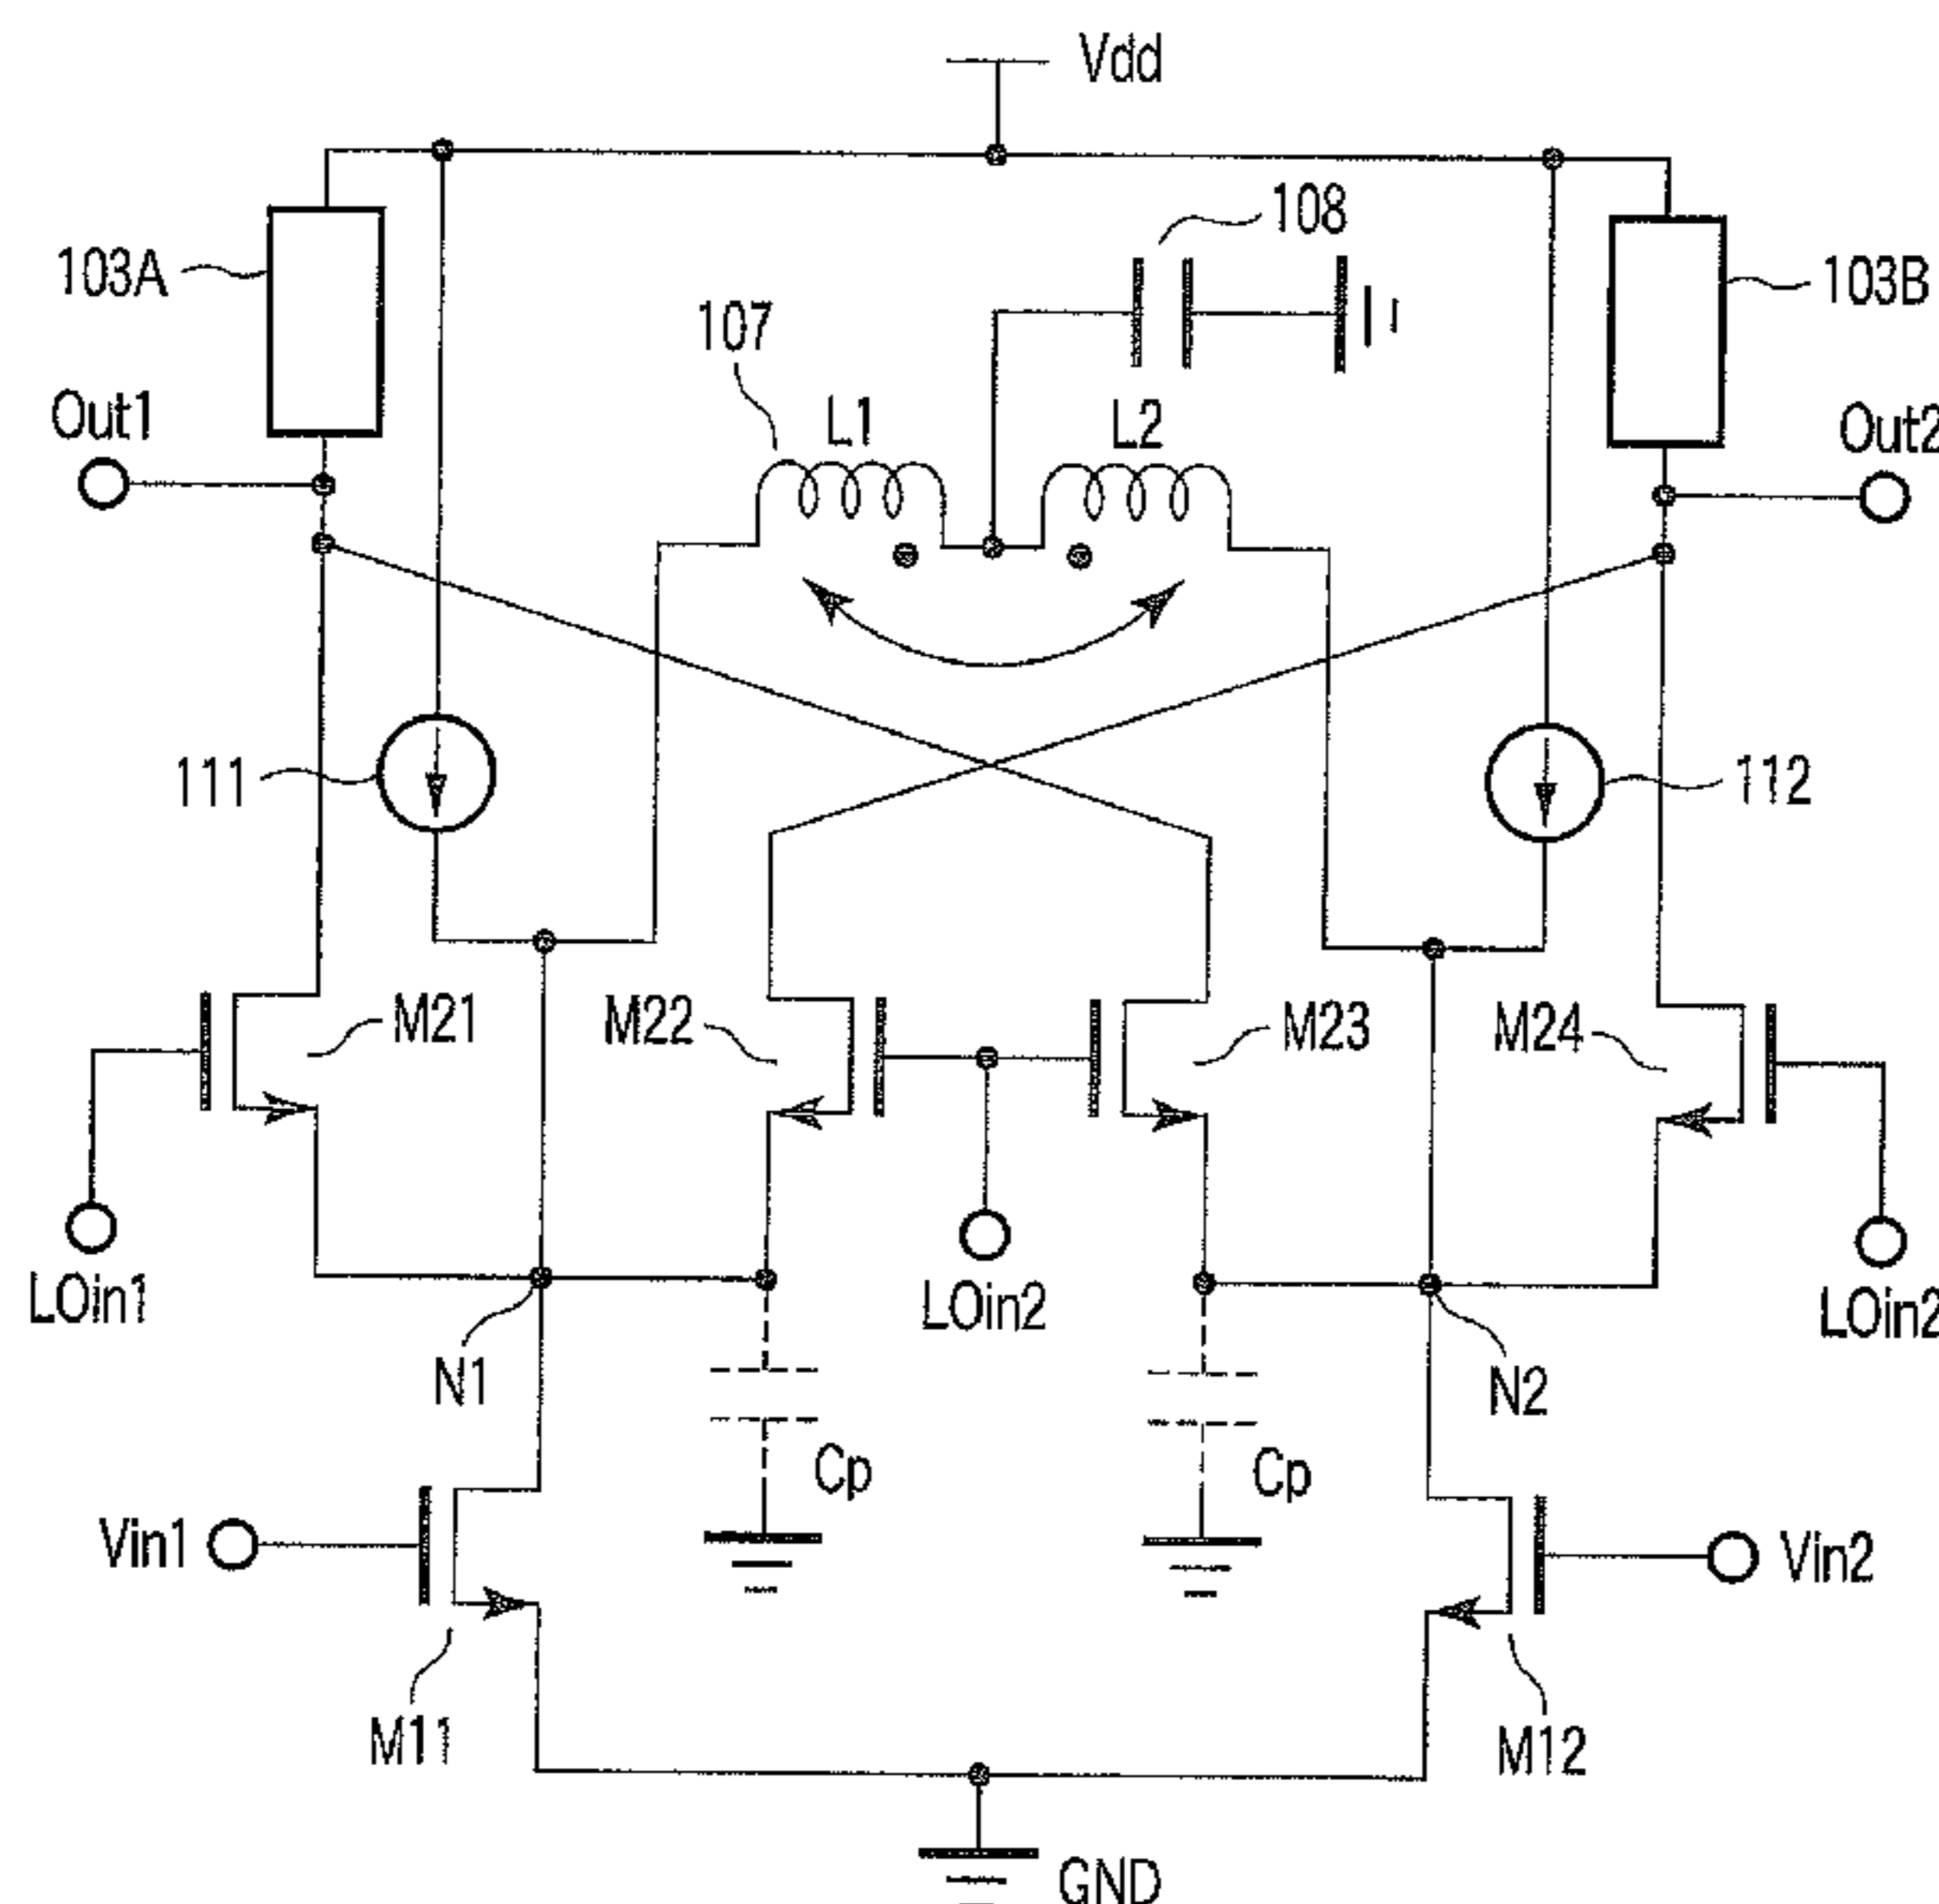 Vdd
108
103A
103B
107
Out1
L1
L2
Out2
111
112
M21
M22
M23
M24
LOin1
LOin2
LOin2
N1
N2
Cp
Cp
Vin1
Vin2
M11
M12
GND